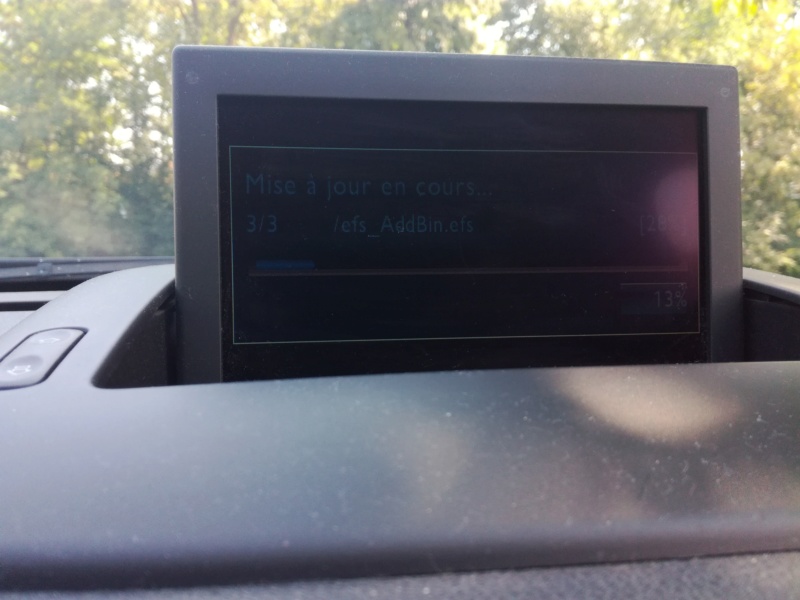 Mise à jour en cours...
3/3 /efs_AddBin.efs
13%